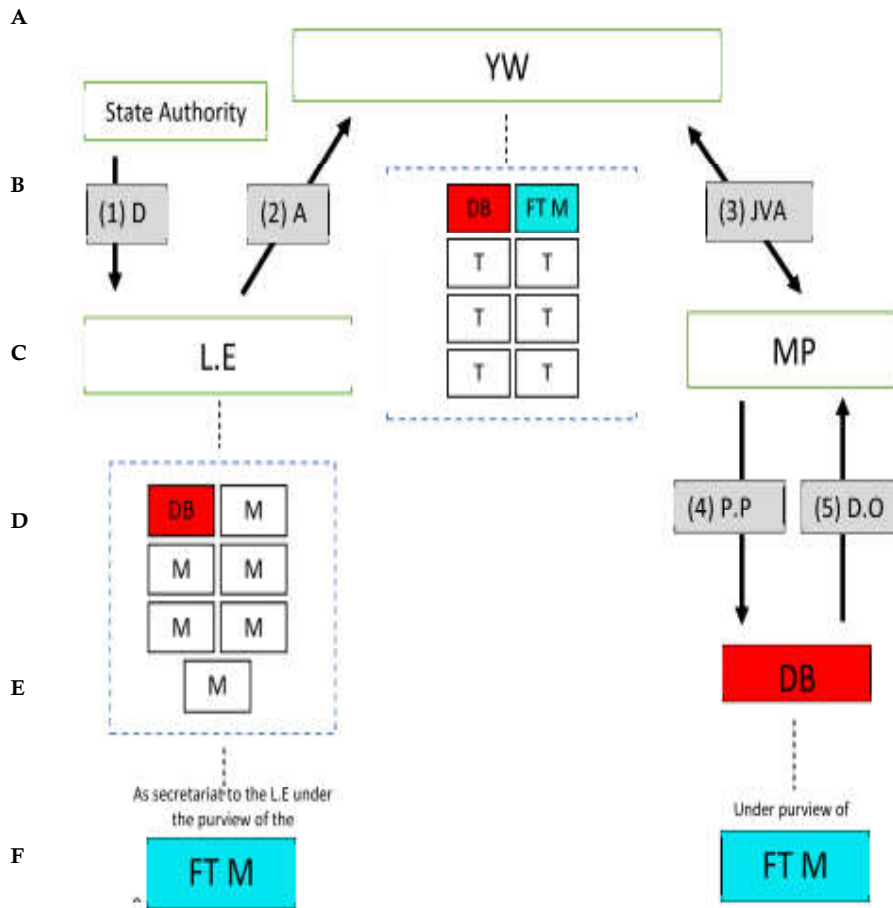 A
YW
State Authority
B
(1) D
(2) A
DB
FT M
(3) JVA
T
T
T
T
T
T
C
L.E
MP
D
DB
M
(4) P.P
(5) D.O
M
M
M
M
E
M
DB
As secretariat to the L.E under
the purview of the
Under purview of
F
FT M
FT M